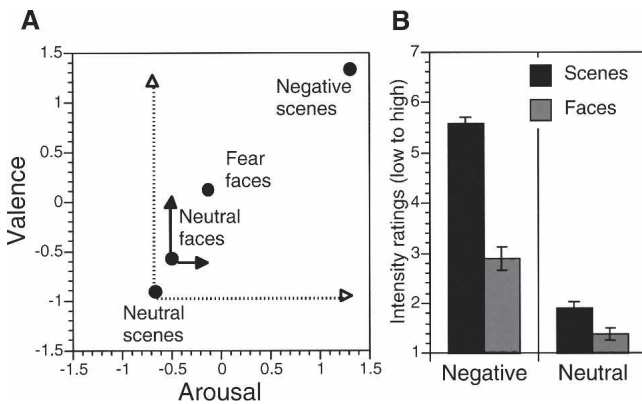 A
B
1.5
1
0.5
0
-0.5
-1
-1.5
Valence
Negative
scenes
Fear
faces
Neutral
faces
Neutral
scenes
-1.5
-1
-0.5
0
0.5
1
1.5
Arousal
7
6
5
4
3
2
1
Intensity ratings (low to high)
Scenes
Faces
Negative
Neutral